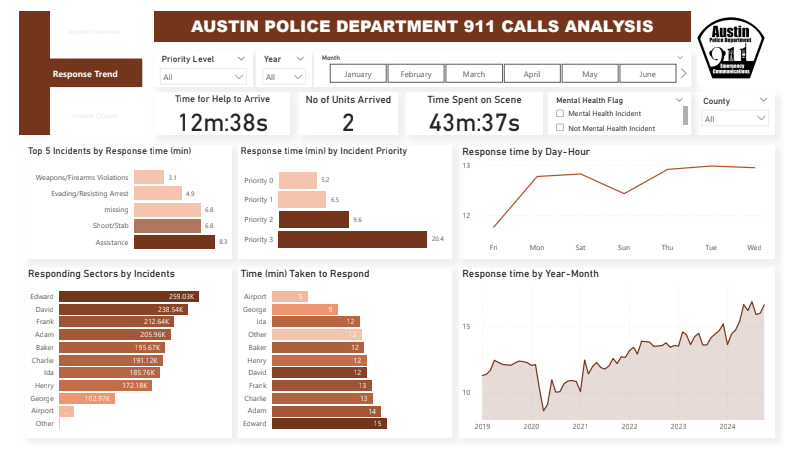 Incident Overview
AUSTIN POLICE DEPARTMENT 911 CALLS ANALYSIS
Austin
Police Department
911
Emergency
Communications
Response Trend
Incident Clause
Priority Level
All
Year
All
Month
January
February
March
April
May
June
Time for Help to Arrive
12m:38s
No of Units Arrived
2
Time Spent on Scene
43m:37s
Mental Health Flag
Mental Health Incident
Not Mental Health Incident
County
All
Top 5 Incidents by Response time (min)
Weapons/Firearms Violations 3.1
Evading/Resisting Arrest 4.9
missing 6.8
Shoot/Stab 6.8
Assistance 8.3
Response time (min) by Incident Priority
Priority 0 5.2
Priority 1 6.5
Priority 2 9.6
Priority 3 20.4
Response time by Day-Hour
13
12
Fri Mon Sat Sun Thu Tue Wed
Responding Sectors by Incidents
Edward 259.03K
David 238.54K
Frank 212.64K
Adam 205.96K
Baker 195.67K
Charlie 191.12K
Ida 185.76K
Henry 172.18K
George 102.97K
Airport
Other
Time (min) Taken to Respond
Airport 5
George 9
Ida 12
Other 12
Baker 12
Henry 12
David 12
Frank 13
Charlie 13
Adam 14
Edward 15
Response time by Year-Month
15
10
2019 2020 2021 2022 2023 2024